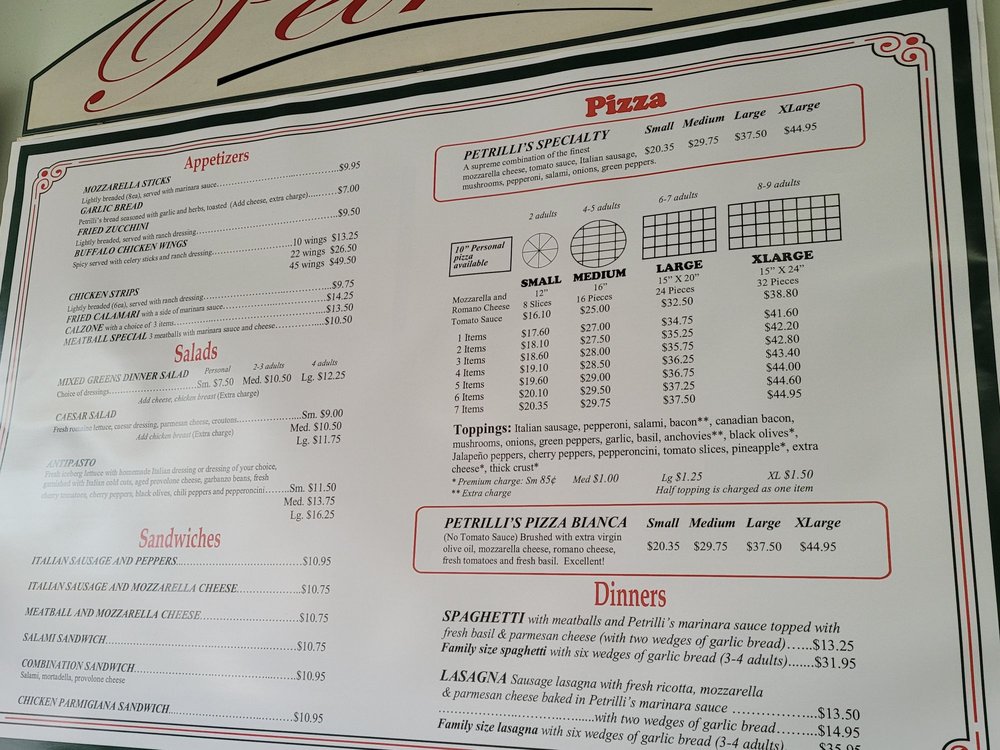 Appetizers
MOZZARELLA STICKS
Lightly breaded (8ea), served with marinara sauce......$9.95
GARLIC BREAD
Petrilli's bread seasoned with garlic and herbs, toasted (Add cheese, extra charge)......$7.00
FRIED ZUCCHINI
Lightly breaded, served with ranch dressing......$9.50
BUFFALO CHICKEN WINGS
Spicy served with celery sticks and ranch dressing......10 wings $13.25
22 wings $26.50
45 wings $49.50
CHICKEN STRIPS
Lightly breaded (6ea), served with ranch dressing......$9.75
FRIED CALAMARI with a side of marinara sauce......$14.25
CALZONE with a choice of 3 items......$13.50
MEATBALL SPECIAL 3 meatballs with marinara sauce and cheese......$10.50
Salads
Personal 2-3 adults 4 adults
MIXED GREENS DINNER SALAD
Choice of dressings......Sm. $7.50 Med. $10.50 Lg. $12.25
Add cheese, chicken breast (Extra charge)
CAESAR SALAD
Fresh romaine lettuce, caesar dressing, parmesan cheese, croutons......Sm. $9.00
Add chicken breast (Extra charge) Med. $10.50
Lg. $11.75
ANTIPASTO
Fresh iceberg lettuce with homemade Italian dressing or dressing of your choice,
garnished with Italian cold cuts, aged provolone cheese, garbanzo beans, fresh
cherry tomatoes, cherry peppers, black olives, chili peppers and pepperoncini......Sm. $11.50
Med. $13.75
Lg. $16.25
Sandwiches
ITALIAN SAUSAGE AND PEPPERS......$10.95
ITALIAN SAUSAGE AND MOZZARELLA CHEESE......$10.75
MEATBALL AND MOZZARELLA CHEESE......$10.75
SALAMI SANDWICH......$10.75
COMBINATION SANDWICH......$10.95
Salami, mortadella, provolone cheese
CHICKEN PARMIGIANA SANDWICH......$10.95
Pizza
PETRILLI'S SPECIALTY Small Medium Large XLarge
A supreme combination of the finest $20.35 $29.75 $37.50 $44.95
mozzarella cheese, tomato sauce, Italian sausage,
mushrooms, pepperoni, salami, onions, green peppers.
2 adults 4-5 adults 6-7 adults 8-9 adults
10" Personal
pizza
available
SMALL MEDIUM LARGE XLARGE
12" 16" 15" X 20" 15" X 24"
8 Slices 16 Pieces 24 Pieces 32 Pieces
Mozzarella and
Romano Cheese
Tomato Sauce $16.10 $25.00 $32.50 $38.80
1 Items $17.60 $27.00 $34.75 $41.60
2 Items $18.10 $27.50 $35.25 $42.20
3 Items $18.60 $28.00 $35.75 $42.80
4 Items $19.10 $28.50 $36.25 $43.40
5 Items $19.60 $29.00 $36.75 $44.00
6 Items $20.10 $29.50 $37.25 $44.60
7 Items $20.35 $29.75 $37.50 $44.95
Toppings: Italian sausage, pepperoni, salami, bacon**, canadian bacon,
mushrooms, onions, green peppers, garlic, basil, anchovies**, black olives*,
Jalapeño peppers, cherry peppers, pepperoncini, tomato slices, pineapple*, extra
cheese*, thick crust*
* Premium charge: Sm 85¢ Med $1.00 Lg $1.25 XL $1.50
** Extra charge Half topping is charged as one item
PETRILLI'S PIZZA BIANCA Small Medium Large XLarge
(No Tomato Sauce) Brushed with extra virgin
olive oil, mozzarella cheese, romano cheese, $20.35 $29.75 $37.50 $44.95
fresh tomatoes and fresh basil. Excellent!
Dinners
SPAGHETTI with meatballs and Petrilli's marinara sauce topped with
fresh basil & parmesan cheese (with two wedges of garlic bread)......$13.25
Family size spaghetti with six wedges of garlic bread (3-4 adults).......$31.95
LASAGNA Sausage lasagna with fresh ricotta, mozzarella
& parmesan cheese baked in Petrilli's marinara sauce ......$13.50
......with two wedges of garlic bread......$14.95
Family size lasagna with six wedges of garlic bread (3-4 adults) $35.95